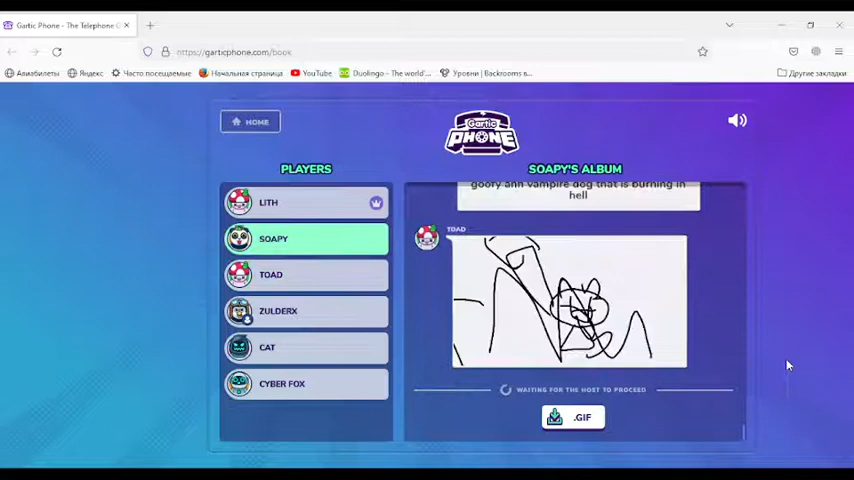 Gartic Phone - The Telephone G
https://garticphone.com/book
Авиабилеты
Яндекс
Часто посещаемые
Начальная страница
YouTube
Duolingo – The world'...
Уровни | Backrooms в...
Другие закладки
HOME
Gartic
PHONE
PLAYERS
SOAPY'S ALBUM
LITH
SOAPY
TOAD
ZULDERX
CAT
CYBER FOX
goofy ahh vampire dog that is burning in
hell
TOAD
WAITING FOR THE HOST TO PROCEED
.GIF